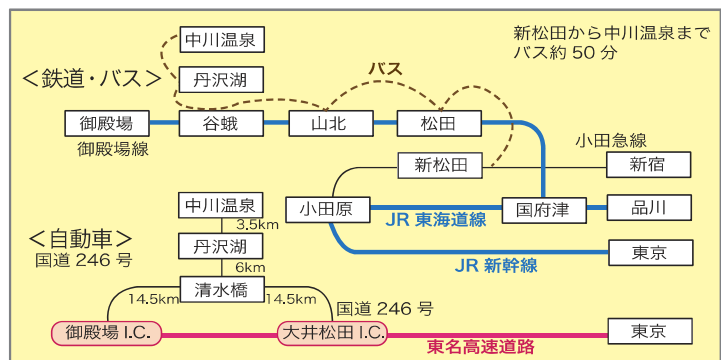 新松田から中川温泉まで
バス約50分
中川温泉
＜鉄道・バス＞
丹沢湖
バス
御殿場
谷峨
山北
松田
御殿場線
小田急線
新松田
新宿
小田原
国府津
品川
JR 東海道線
東京
JR 新幹線
＜自動車＞
国道 246 号
中川温泉
3.5km
丹沢湖
6km
清水橋
14.5km
14.5km
国道 246 号
御殿場 I.C.
大井松田 I.C.
東京
東名高速道路